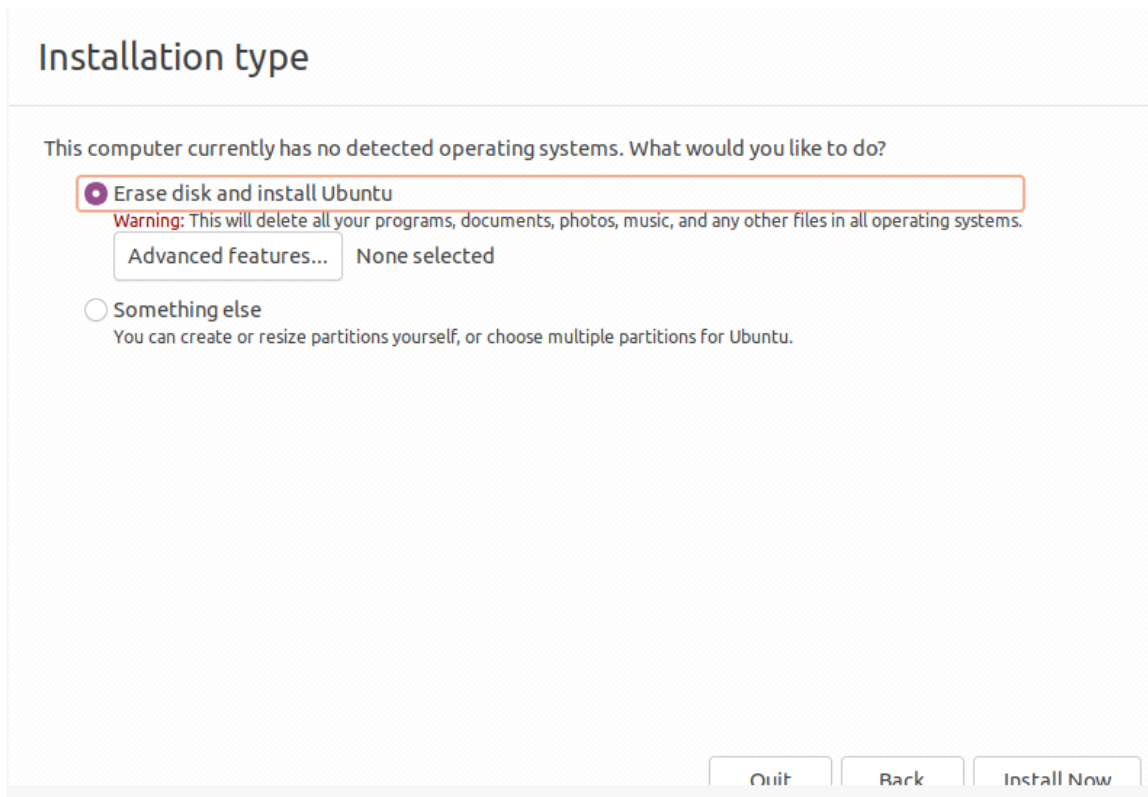 Installation type
This computer currently has no detected operating systems. What would you like to do?
Erase disk and install Ubuntu
Warning: This will delete all your programs, documents, photos, music, and any other files in all operating systems.
Advanced features... None selected
Something else
You can create or resize partitions yourself, or choose multiple partitions for Ubuntu.
Quit Back Install Now